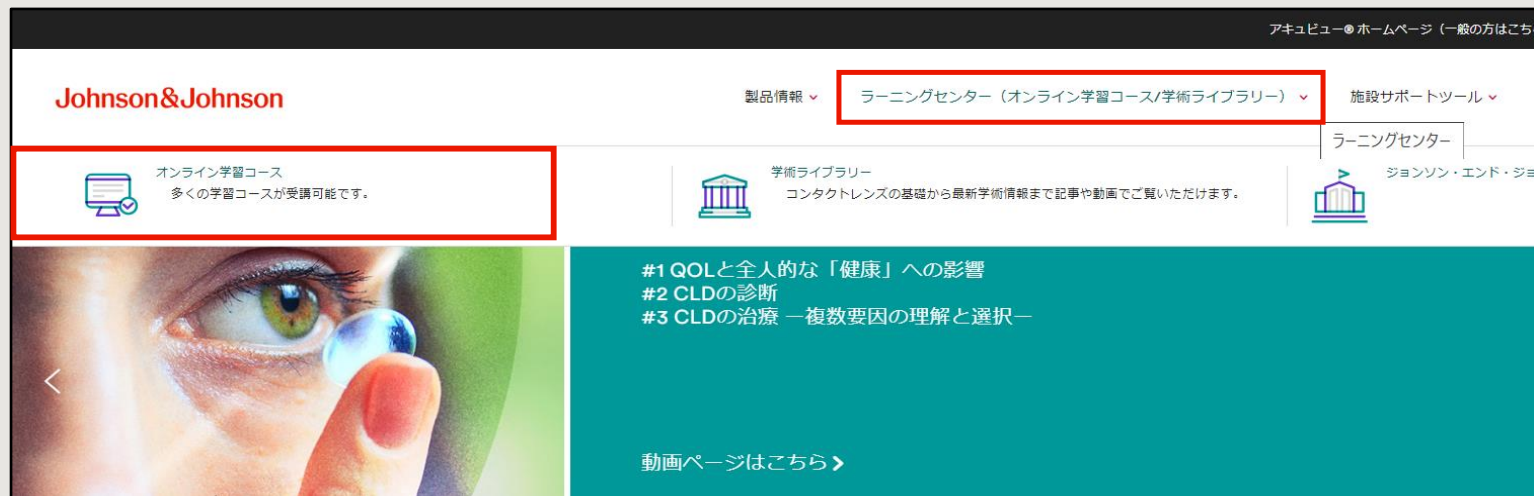 アキュビュー® ホームページ（一般の方はこち
Johnson&Johnson
製品情報
ラーニングセンター（オンライン学習コース/学術ライブラリー）
施設サポートツール
ラーニングセンター
オンライン学習コース
多くの学習コースが受講可能です。
学術ライブラリー
コンタクトレンズの基礎から最新学術情報まで記事や動画でご覧いただけます。
ジョンソン・エンド・ジョ
#1 QOLと全人的な「健康」への影響
#2 CLDの診断
#3 CLDの治療 ー複数要因の理解と選択ー
動画ページはこちら